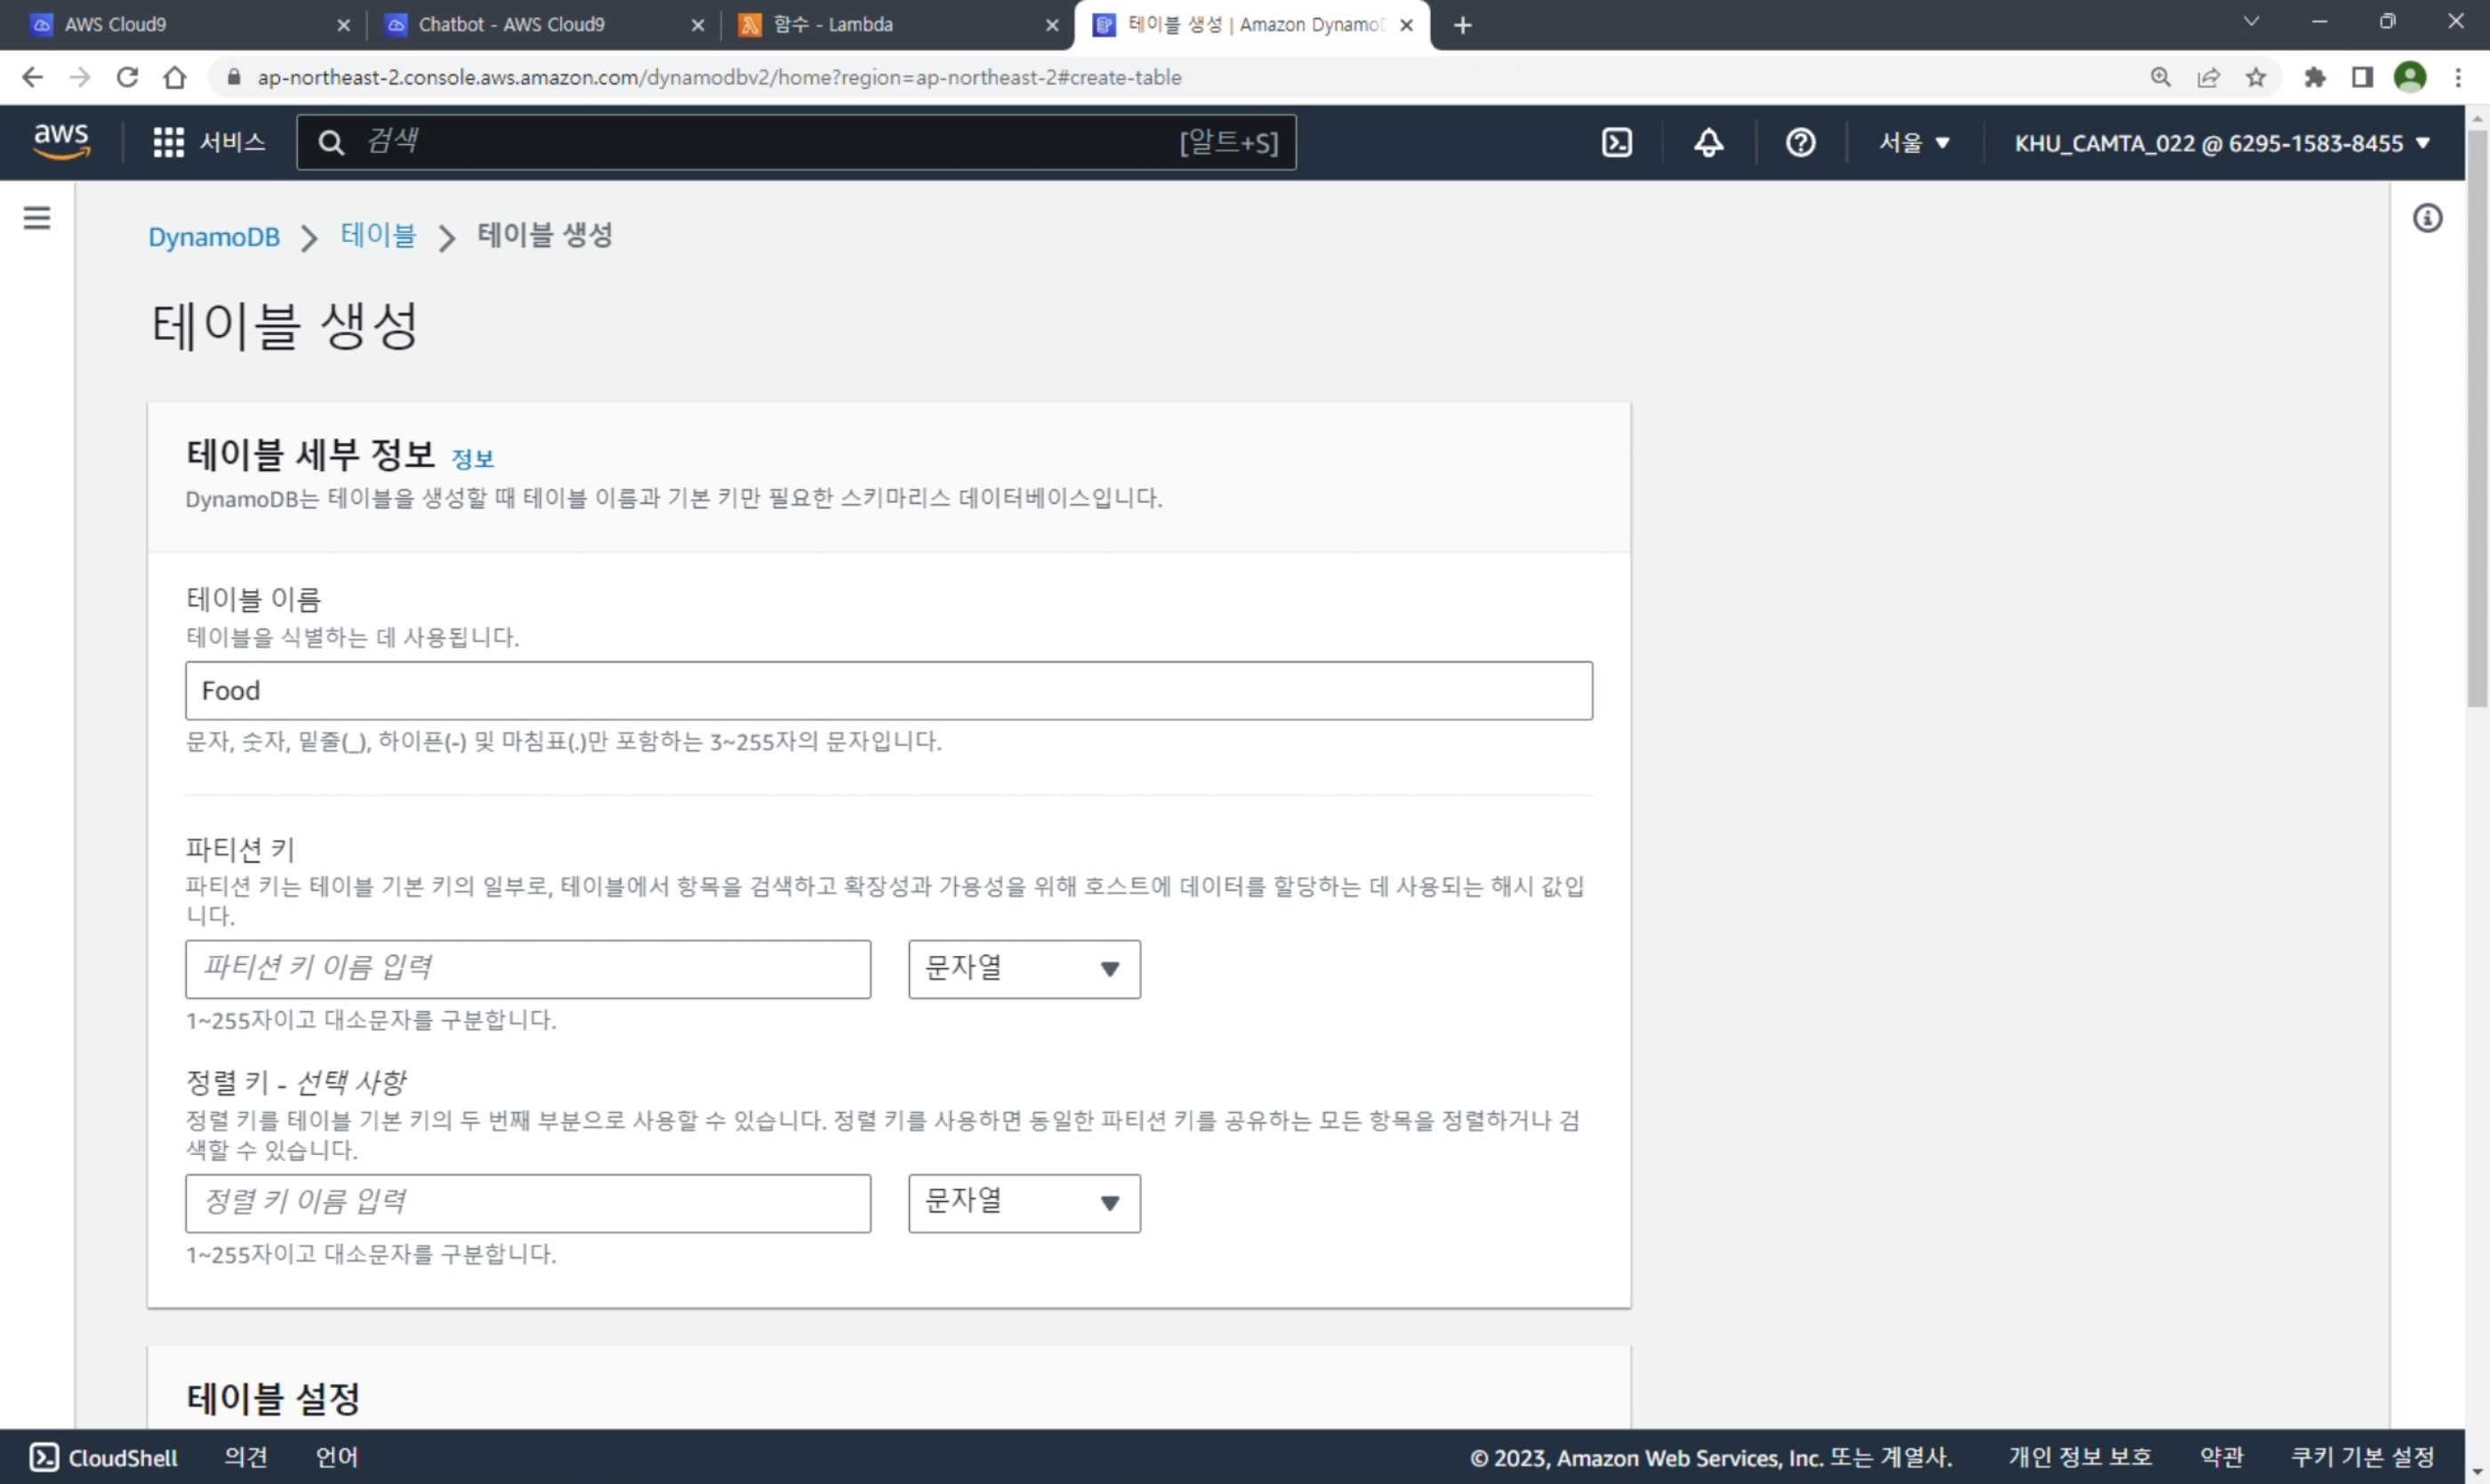 AWS Cloud9
Chatbot - AWS Cloud9
함수 - Lambda
테이블 생성 | Amazon Dynamo
ap-northeast-2.console.aws.amazon.com/dynamodbv2/home?region=ap-northeast-2#create-table
aws
서비스
검색
[알트+S]
서울
KHU_CAMTA_022 @ 6295-1583-8455
DynamoDB
테이블
테이블 생성
테이블 생성
테이블 세부 정보 정보
DynamoDB는 테이블을 생성할 때 테이블 이름과 기본 키만 필요한 스키마리스 데이터베이스입니다.
테이블 이름
테이블을 식별하는 데 사용됩니다.
Food
문자, 숫자, 밑줄(_), 하이픈(-) 및 마침표(.)만 포함하는 3~255자의 문자입니다.
파티션 키
파티션 키는 테이블 기본 키의 일부로, 테이블에서 항목을 검색하고 확장성과 가용성을 위해 호스트에 데이터를 할당하는 데 사용되는 해시 값입
니다.
파티션 키 이름 입력
문자열
1~255자이고 대소문자를 구분합니다.
정렬 키 - 선택 사항
정렬 키를 테이블 기본 키의 두 번째 부분으로 사용할 수 있습니다. 정렬 키를 사용하면 동일한 파티션 키를 공유하는 모든 항목을 정렬하거나 검
색할 수 있습니다.
정렬 키 이름 입력
문자열
1~255자이고 대소문자를 구분합니다.
테이블 설정
CloudShell
의견
언어
© 2023, Amazon Web Services, Inc. 또는 계열사.
개인 정보 보호
약관
쿠키 기본 설정